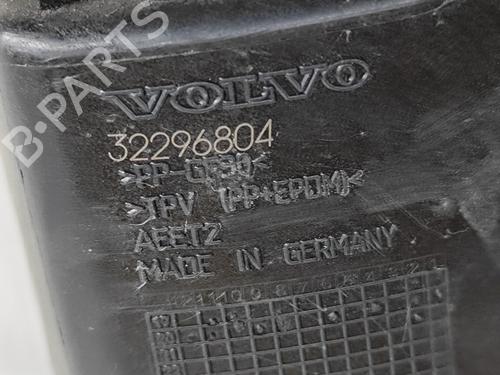 B-PARTS
VOLVO
32296804
>PP-GF30<
>TPV (PP+EPDM)<
AEETZ
MADE IN GERMANY